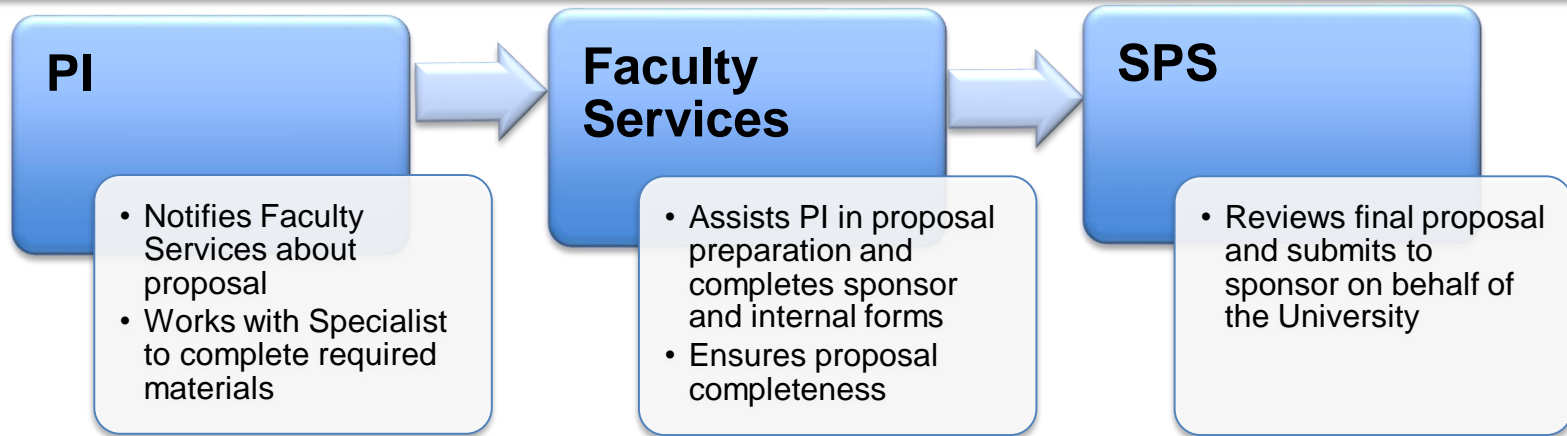 PI
• Notifies Faculty
Services about
proposal
• Works with Specialist
to complete required
materials
Faculty
Services
• Assists PI in proposal
preparation and
completes sponsor
and internal forms
• Ensures proposal
completeness
SPS
• Reviews final proposal
and submits to
sponsor on behalf of
the University